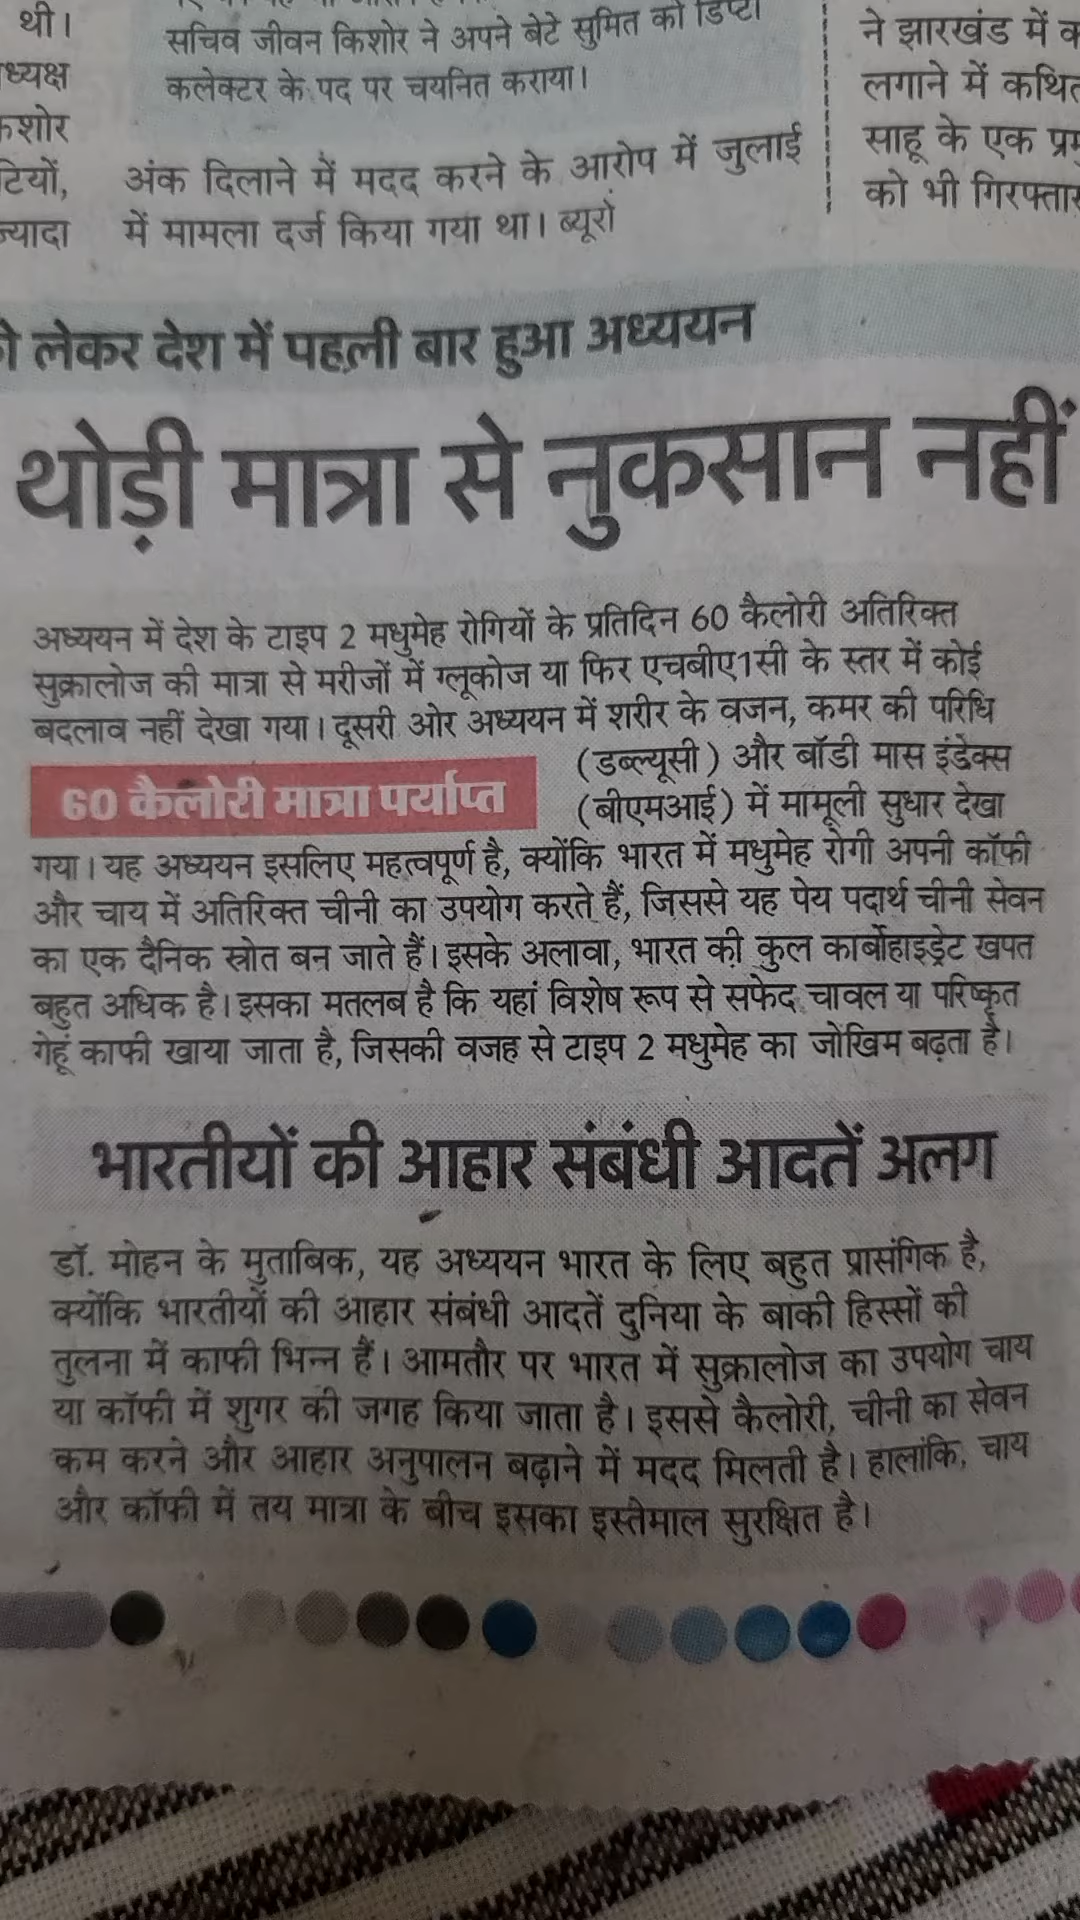 थी।
ध्यक्ष
टियों,
ज्यादा
सचिव जीवन किशोर ने अपने बेटे सुमित को डिप्टी
कलेक्टर के पद पर चयनित कराया।
अंक दिलाने में मदद करने के आरोप में जुलाई
में मामला दर्ज किया गया था। ब्यूरो
ने झारखंड में
लगाने में
साहू के एक
को भी
लेकर देश में पहली बार हुआ अध्ययन
थोड़ी मात्रा से नुकसान नहीं
अध्ययन में देश के टाइप 2 मधुमेह रोगियों के प्रतिदिन 60 कैलोरी अतिरिक्त
सुक्रालोज की मात्रा से मरीजों में ग्लूकोज या फिर एचबीए1सी के स्तर में कोई
बदलाव नहीं देखा गया। दूसरी ओर अध्ययन में शरीर के वजन, कमर की परिधि
(डब्ल्यूसी) और बॉडी मास इंडेक्स
60 कैलोरी मात्रा पर्याप्त
(बीएमआई) में मामूली सुधार देखा
गया। यह अध्ययन इसलिए महत्वपूर्ण है, क्योंकि भारत में मधुमेह रोगी अपनी कॉफी
और चाय में अतिरिक्त चीनी का उपयोग करते हैं, जिससे यह पेय पदार्थ चीनी सेवन
का एक दैनिक स्रोत बन जाते हैं। इसके अलावा, भारत की कुल कार्बोहाइड्रेट खपत
बहुत अधिक है। इसका मतलब है कि यहां विशेष रूप से सफेद चावल या परिष्कृत
गेहूं काफी खाया जाता है, जिसकी वजह से टाइप 2 मधुमेह का जोखिम बढ़ता है।
भारतीयों की आहार संबंधी आदतें अलग
डॉ. मोहन के मुताबिक, यह अध्ययन भारत के लिए बहुत प्रासंगिक है,
क्योंकि भारतीयों की आहार संबंधी आदतें दुनिया के बाकी हिस्सों की
तुलना में काफी भिन्न हैं। आमतौर पर भारत में सुक्रालोज का उपयोग चाय
या कॉफी में शुगर की जगह किया जाता है। इससे कैलोरी, चीनी का सेवन
कम करने और आहार अनुपालन बढ़ाने में मदद मिलती है। हालांकि, चाय
और कॉफी में तय मात्रा के बीच इसका इस्तेमाल सुरक्षित है।